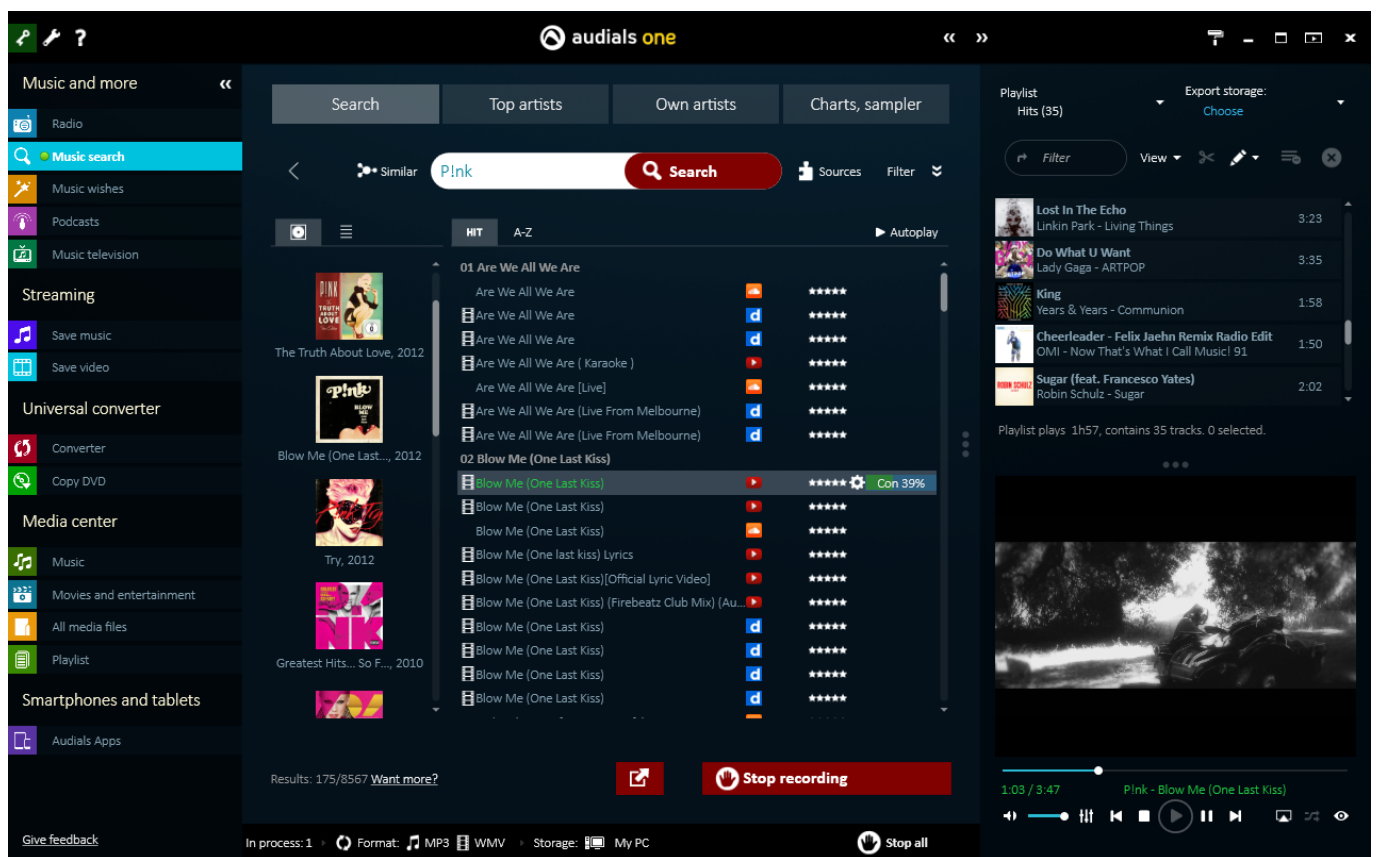 ?
audials one
« »
Music and more «
Radio
Music search
Music wishes
Podcasts
Music television
Streaming
Save music
Save video
Universal converter
Converter
Copy DVD
Media center
Music
Movies and entertainment
All media files
Playlist
Smartphones and tablets
Audials Apps
Give feedback
Search
Top artists
Own artists
Charts, sampler
Similar
P!nk
Search
Sources
Filter
P!NK
THE TRUTH ABOUT LOVE
The Truth About Love, 2012
P!nk
BLOW ME
Blow Me (One Last..., 2012
Try, 2012
Greatest Hits... So F..., 2010
HIT A-Z
Autoplay
01 Are We All We Are
Are We All We Are
Are We All We Are
Are We All We Are
Are We All We Are ( Karaoke )
Are We All We Are [Live]
Are We All We Are (Live From Melbourne)
Are We All We Are (Live From Melbourne)
02 Blow Me (One Last Kiss)
Blow Me (One Last Kiss) Con 39%
Blow Me (One Last Kiss)
Blow Me (One Last Kiss)
Blow Me (One last kiss) Lyrics
Blow Me (One Last Kiss)[Official Lyric Video]
Blow Me (One Last Kiss) (Firebeatz Club Mix) (Au...
Blow Me (One Last Kiss)
Blow Me (One Last Kiss)
Blow Me (One Last Kiss)
Blow Me (One Last Kiss)
Results: 175/8567 Want more?
Stop recording
In process: 1 Format: MP3 WMV Storage: My PC
Stop all
Playlist
Hits (35)
Export storage:
Choose
Filter
View
Lost In The Echo
Linkin Park - Living Things
3:23
Do What U Want
Lady Gaga - ARTPOP
3:35
King
Years & Years - Communion
1:58
Cheerleader - Felix Jaehn Remix Radio Edit
OMI - Now That's What I Call Music! 91
1:50
ROBIN SCHULZ
Sugar (feat. Francesco Yates)
Robin Schulz - Sugar
2:02
Playlist plays 1h57, contains 35 tracks. 0 selected.
1:03 / 3:47
P!nk - Blow Me (One Last Kiss)